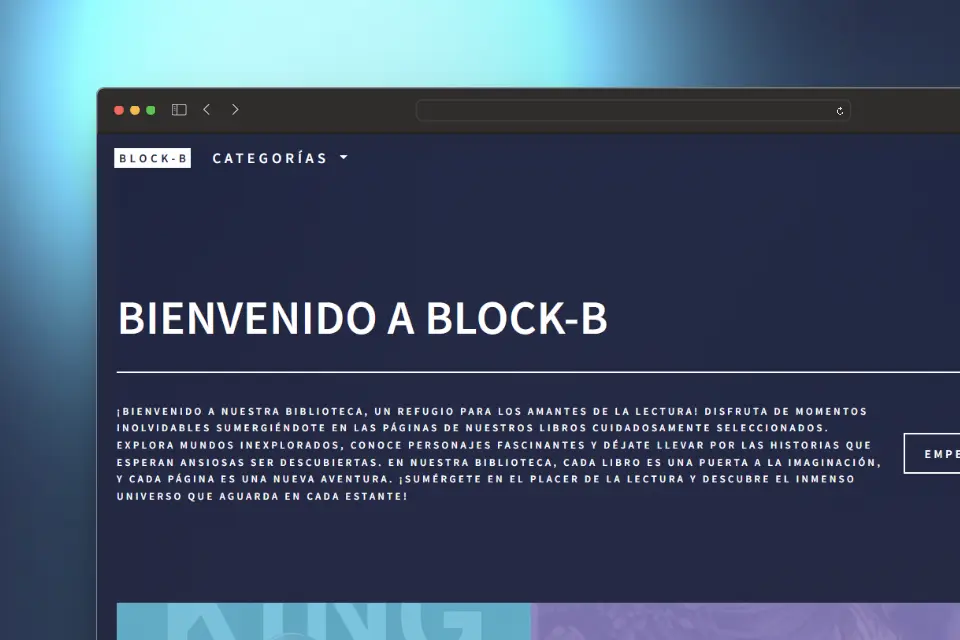 BLOCK-B
CATEGORÍAS
BIENVENIDO A BLOCK-B
¡BIENVENIDO A NUESTRA BIBLIOTECA, UN REFUGIO PARA LOS AMANTES DE LA LECTURA! DISFRUTA DE MOMENTOS
INOLVIDABLES SUMERGIÉNDOTE EN LAS PÁGINAS DE NUESTROS LIBROS CUIDADOSAMENTE SELECCIONADOS.
EXPLORA MUNDOS INEXPLORADOS, CONOCE PERSONAJES FASCINANTES Y DÉJATE LLEVAR POR LAS HISTORIAS QUE
ESPERAN ANSIOSAS SER DESCUBIERTAS. EN NUESTRA BIBLIOTECA, CADA LIBRO ES UNA PUERTA A LA IMAGINACIÓN,
Y CADA PÁGINA ES UNA NUEVA AVENTURA. ¡SUMÉRGETE EN EL PLACER DE LA LECTURA Y DESCUBRE EL INMENSO
UNIVERSO QUE AGUARDA EN CADA ESTANTE!
EMPE
KING